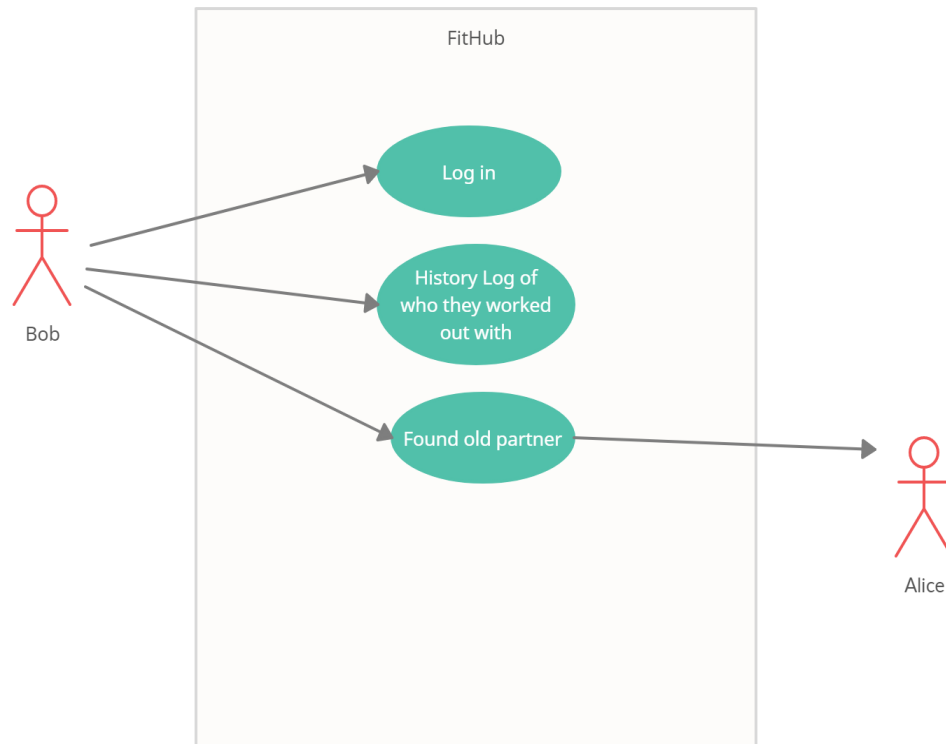 FitHub
Log in
Bob
History Log of
who they worked
out with
Found old partner
Alice